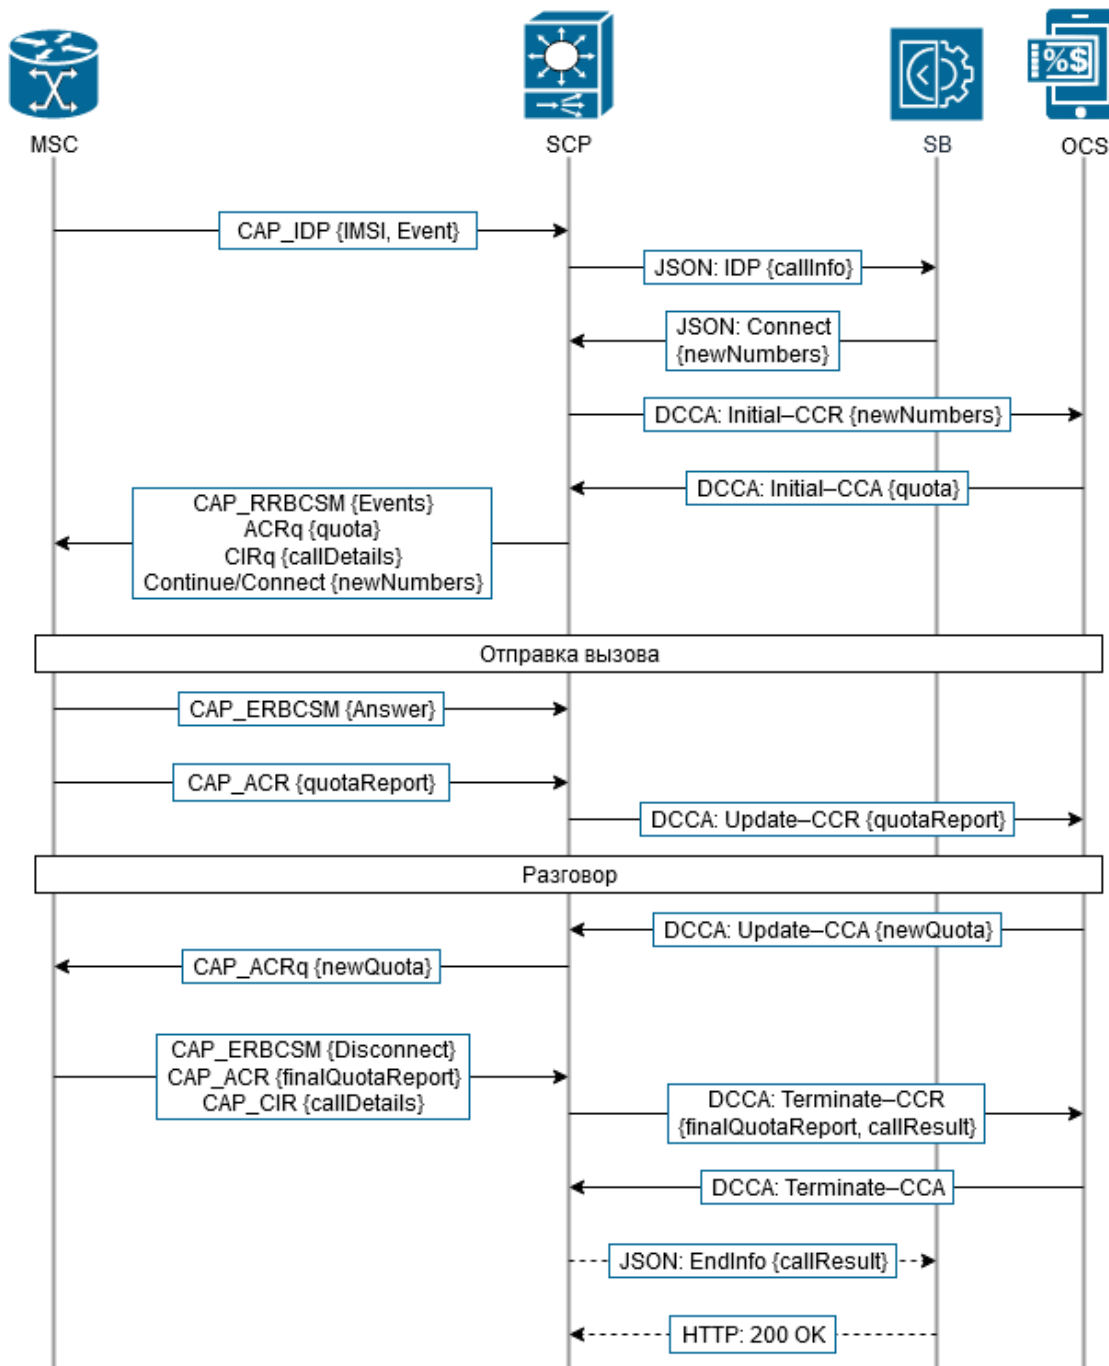 %$
MSC
SCP
SB
OCS
CAP_IDP {IMSI, Event}
JSON: IDP {callInfo}
JSON: Connect
{newNumbers}
DCCA: Initial–CCR {newNumbers}
DCCA: Initial–CCA {quota}
CAP_RRBCSM {Events}
ACRq {quota}
CIRq {callDetails}
Continue/Connect {newNumbers}
Отправка вызова
CAP_ERBCSM {Answer}
CAP_ACR {quotaReport}
DCCA: Update–CCR {quotaReport}
Разговор
DCCA: Update–CCA {newQuota}
CAP_ACRq {newQuota}
CAP_ERBCSM {Disconnect}
CAP_ACR {finalQuotaReport}
CAP_CIR {callDetails}
DCCA: Terminate–CCR
{finalQuotaReport, callResult}
DCCA: Terminate–CCA
JSON: EndInfo {callResult}
HTTP: 200 OK